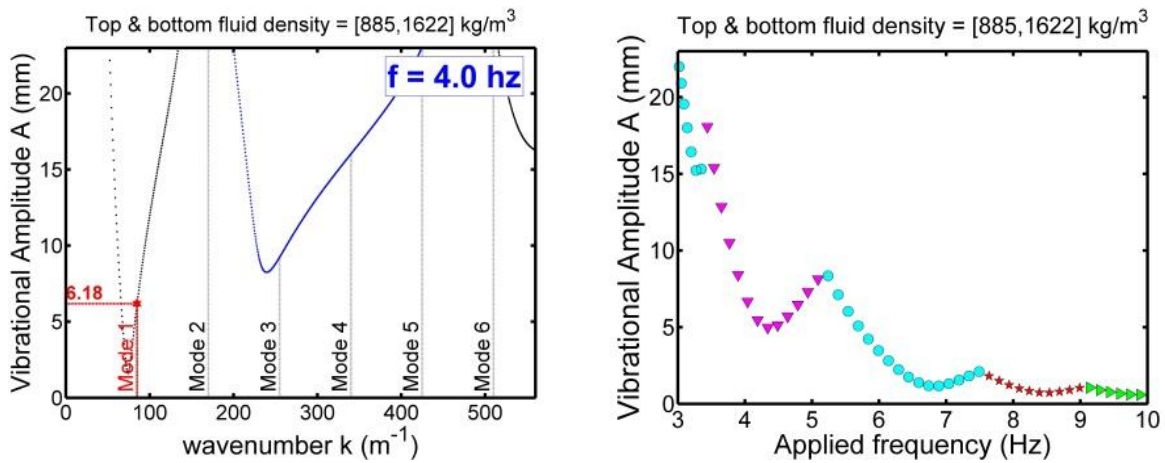 Top & bottom fluid density = [885,1622] kg/m³
f = 4.0 hz
Vibrational Amplitude A (mm)
20
15
10
6.18
5
0
Mode 1
Mode 2
Mode 3
Mode 4
Mode 5
Mode 6
0 100 200 300 400 500
wavenumber k (m⁻¹)
Top & bottom fluid density = [885,1622] kg/m³
Vibrational Amplitude A (mm)
20
15
10
5
0
3 4 5 6 7 8 9 10
Applied frequency (Hz)